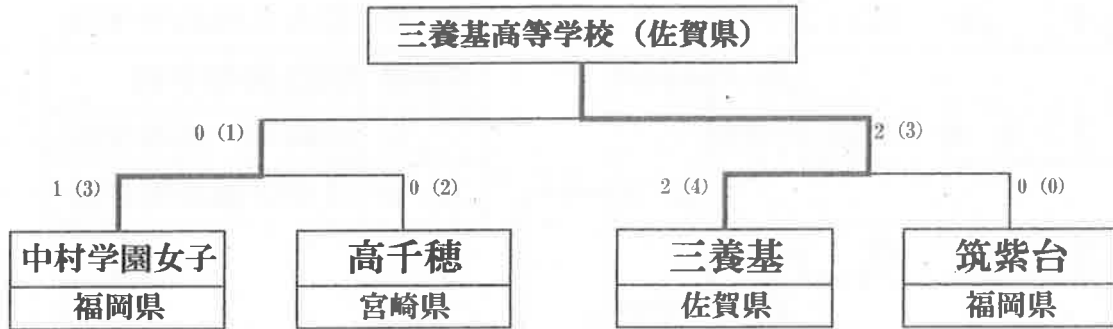 三養基高等学校（佐賀県）
0 (1)
2 (3)
1 (3)
0 (2)
2 (4)
0 (0)
中村学園女子
高千穂
三養基
筑紫台
福岡県
宮崎県
佐賀県
福岡県